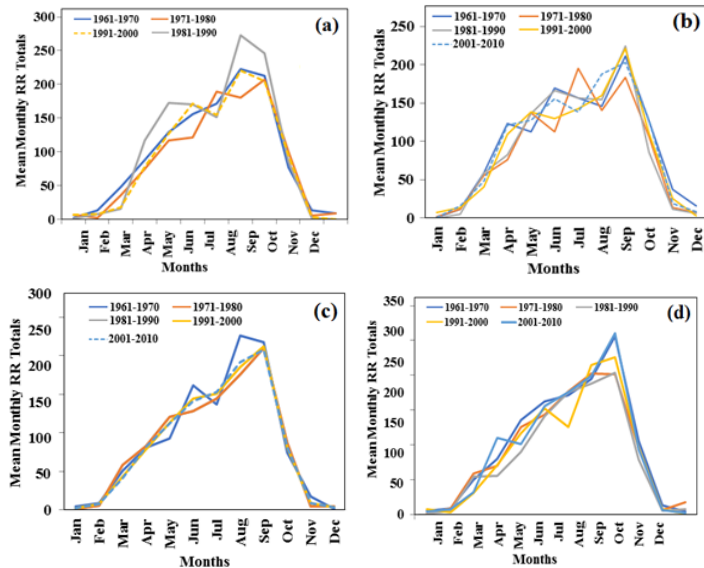 (a)
1961-1970 1971-1980
1991-2000 1981-1990
Mean Monthly RR Totals
300
250
200
150
100
50
0
Jan Feb Mar Apr May Jun Jul Aug Sep Oct Nov Dec
Months
(b)
1961-1970 1971-1980
1981-1990 1991-2000
2001-2010
Mean Monthly RR Totals
250
200
150
100
50
0
Jan Feb Mar Apr May Jun Jul Aug Sep Oct Nov Dec
Months
(c)
1961-1970 1971-1980
1981-1990 1991-2000
2001-2010
Mean Monthly RR Totals
300
250
200
150
100
50
0
Jan Feb Mar Apr May Jun Jul Aug Sep Oct Nov Dec
Months
(d)
1961-1970 1971-1980 1981-1990
1991-2000 2001-2010
Mean Monthly RR Totals
350
300
250
200
150
100
50
0
Jan Feb Mar Apr May Jun Jul Aug Sep Oct Nov Dec
Months